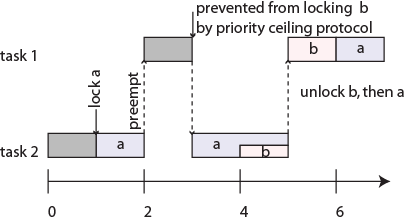 prevented from locking b
by priority ceiling protocol
task 1
b
a
lock a
preempt
unlock b, then a
task 2
a
a
b
0
2
4
6